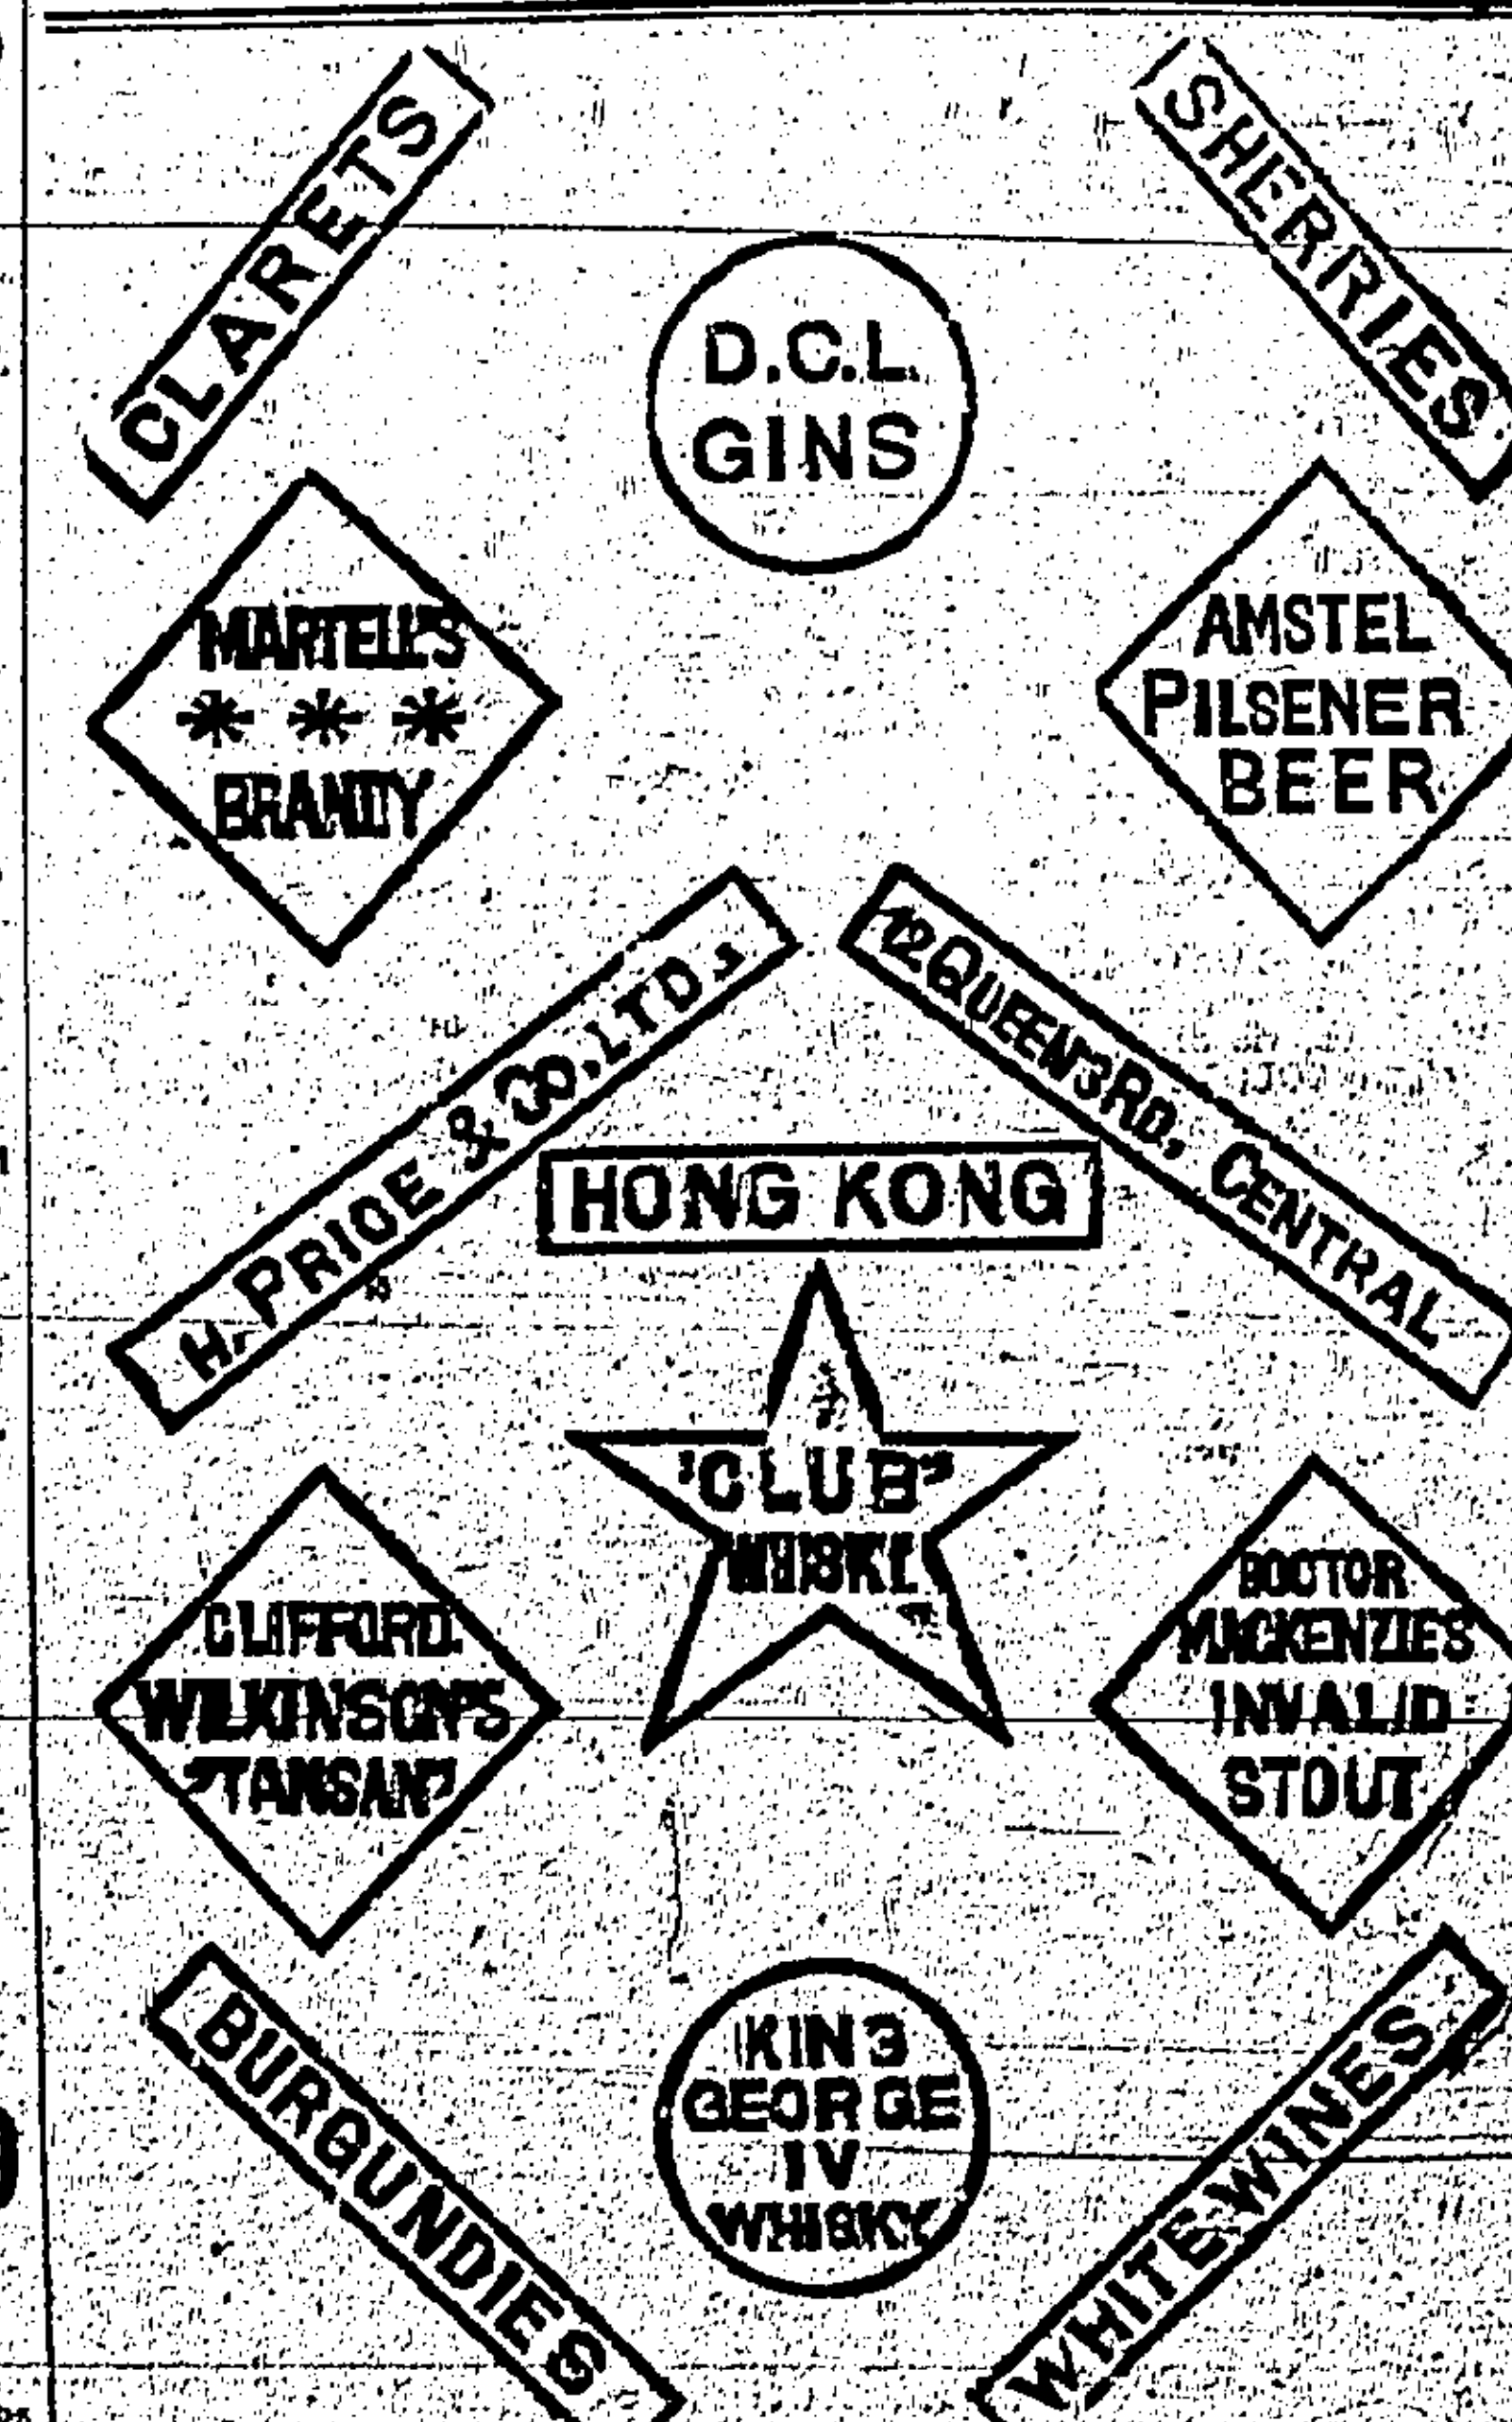 CLARETS
SHERRIES
D.C.L.
GINS
MARTELL'S
* * *
BRANDY
AMSTEL
PILSENER
BEER
H. PRICE & CO. LTD.,
12 QUEEN'S RD, CENTRAL
HONG KONG
"CLUB"
WHISKY
CLIFFORD
WILKINSON'S
"TANSAN"
DOCTOR
MACKENZIES
INVALID
STOUT
BURGUNDIES
KING
GEORGE
IV
WHISKY
WHITE WINES